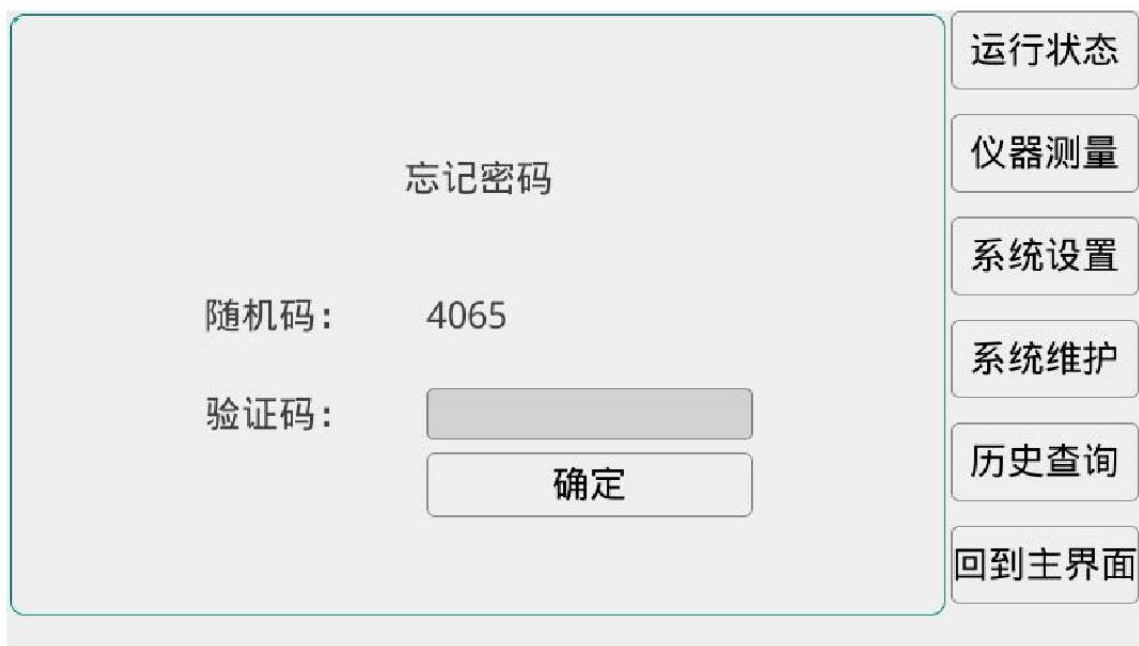 忘记密码
随机码： 4065
验证码：
确定
运行状态
仪器测量
系统设置
系统维护
历史查询
回到主界面